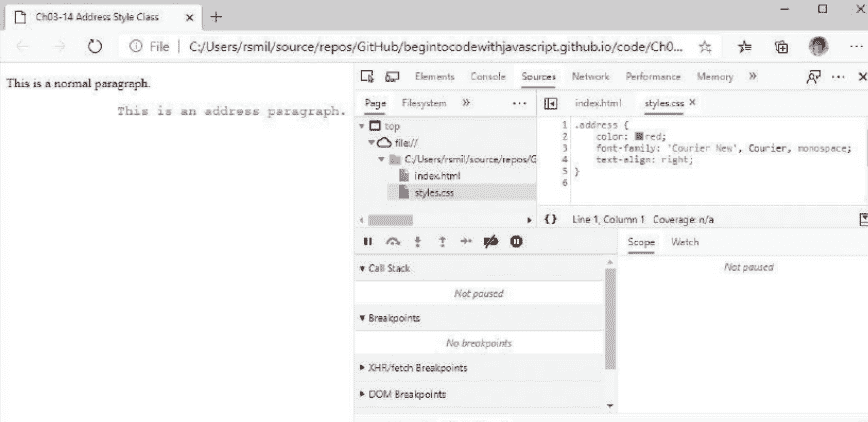 Ch03-14 Address Style Class
File | C:/Users/rsmil/source/repos/GitHub/begintocodewithjavascript.github.io/code/Ch0...
This is a normal paragraph.
This is an address paragraph.
Elements Console Sources Network Performance Memory
Page Filesystem
top
file://
C:/Users/rsmil/source/repos/G
index.html
styles.css
index.html styles.css
1 .address {
2 color: red;
3 font-family: 'Courier New', Courier, monospace;
4 text-align: right;
5 }
6
{} Line 1, Column 1 Coverage: n/a
Call Stack
Not paused
Breakpoints
No breakpoints
XHR/fetch Breakpoints
DOM Breakpoints
Scope Watch
Not paused